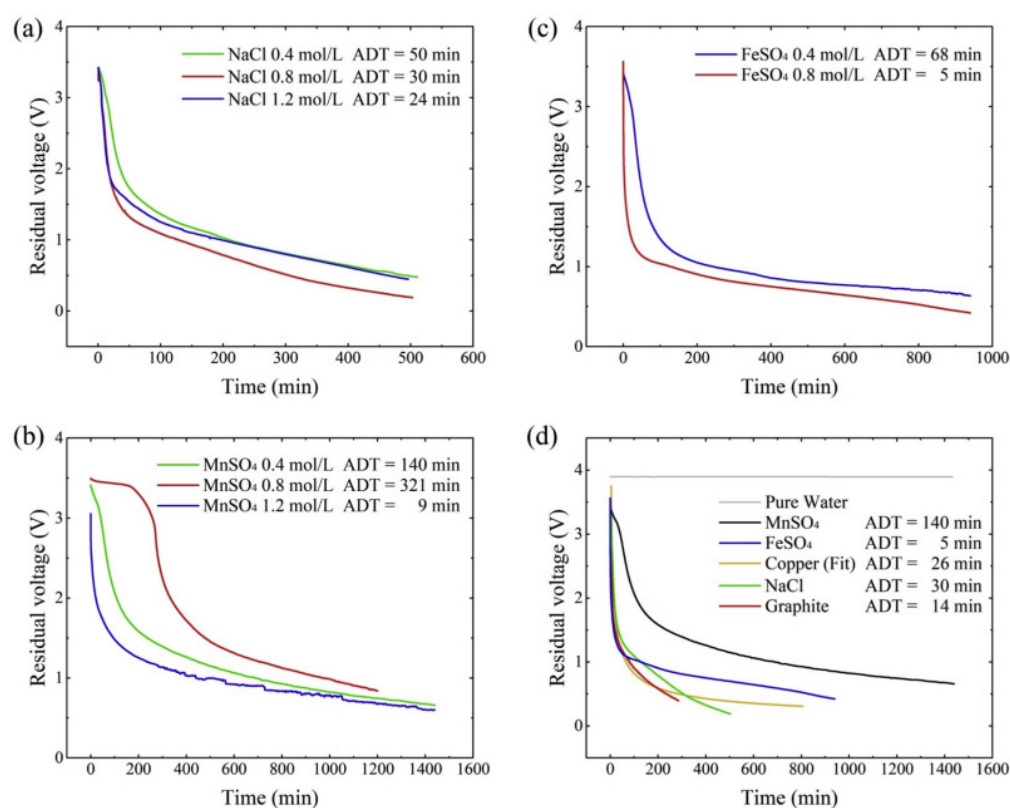 (a)
4
3
2
1
0
Residual voltage (V)
NaCl 0.4 mol/L ADT = 50 min
NaCl 0.8 mol/L ADT = 30 min
NaCl 1.2 mol/L ADT = 24 min
0 100 200 300 400 500 600
Time (min)
(c)
4
3
2
1
0
Residual voltage (V)
FeSO₄ 0.4 mol/L ADT = 68 min
FeSO₄ 0.8 mol/L ADT = 5 min
0 200 400 600 800 1000
Time (min)
(b)
4
3
2
1
0
Residual voltage (V)
MnSO₄ 0.4 mol/L ADT = 140 min
MnSO₄ 0.8 mol/L ADT = 321 min
MnSO₄ 1.2 mol/L ADT = 9 min
0 200 400 600 800 1000 1200 1400 1600
Time (min)
(d)
4
3
2
1
0
Residual voltage (V)
Pure Water
MnSO₄ ADT = 140 min
FeSO₄ ADT = 5 min
Copper (Fit) ADT = 26 min
NaCl ADT = 30 min
Graphite ADT = 14 min
0 200 400 600 800 1000 1200 1400 1600
Time (min)